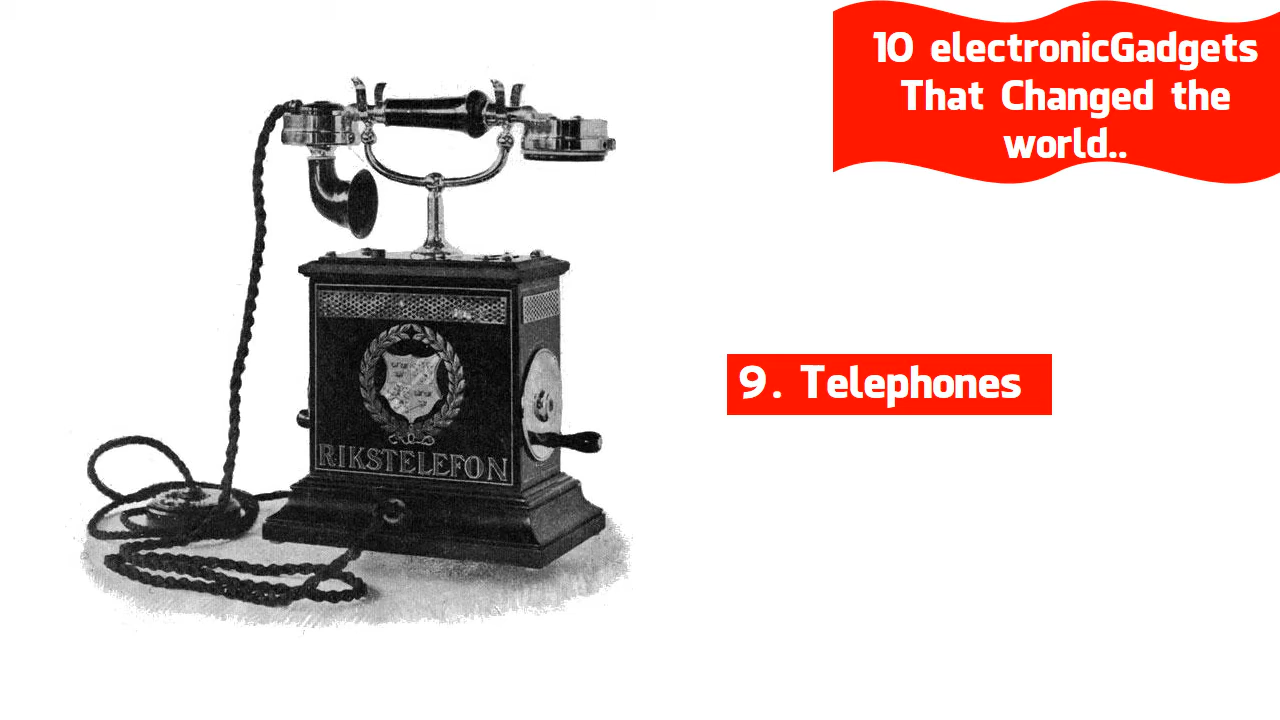 10 electronicGadgets
That Changed the
world..
9. Telephones
RIKSTELEFON